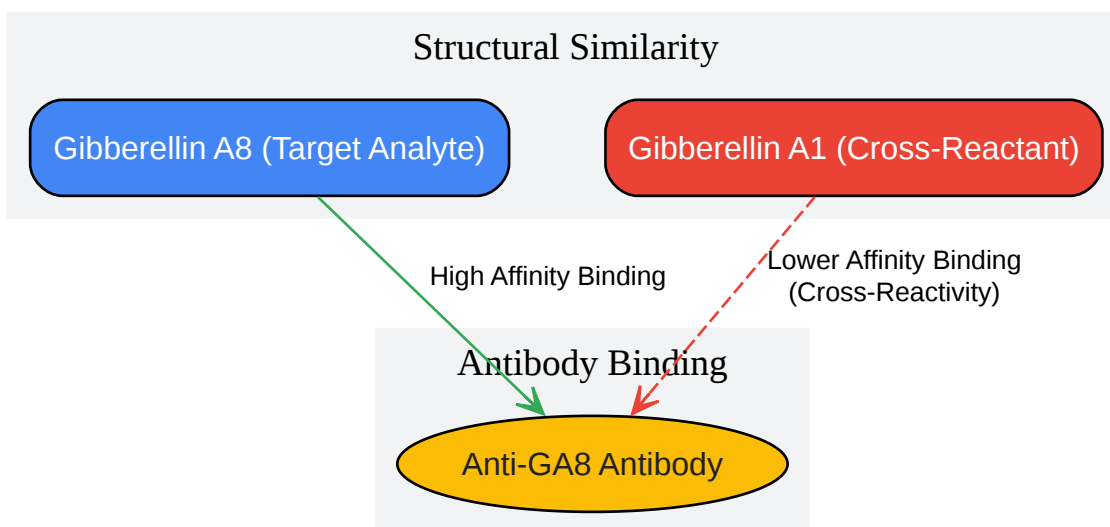 Structural Similarity
Gibberellin A8 (Target Analyte)
Gibberellin A1 (Cross-Reactant)
High Affinity Binding
Lower Affinity Binding
(Cross-Reactivity)
Antibody Binding
Anti-GA8 Antibody